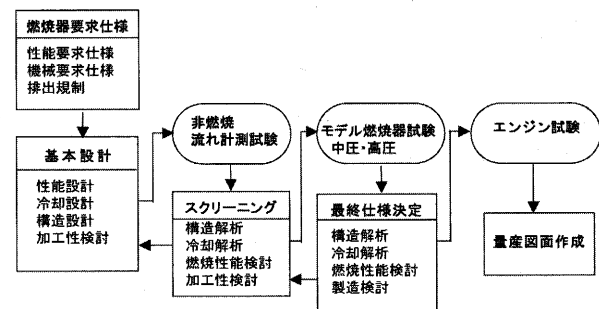 燃焼器要求仕様
性能要求仕様
機械要求仕様
排出規制
基本設計
性能設計
冷却設計
構造設計
加工性検討
非燃焼
流れ計測試験
スクリーニング
構造解析
冷却解析
燃焼性能検討
加工性検討
モデル燃焼器試験
中圧・高圧
最終仕様決定
構造解析
冷却解析
燃焼性能検討
製造検討
エンジン試験
量産図面作成